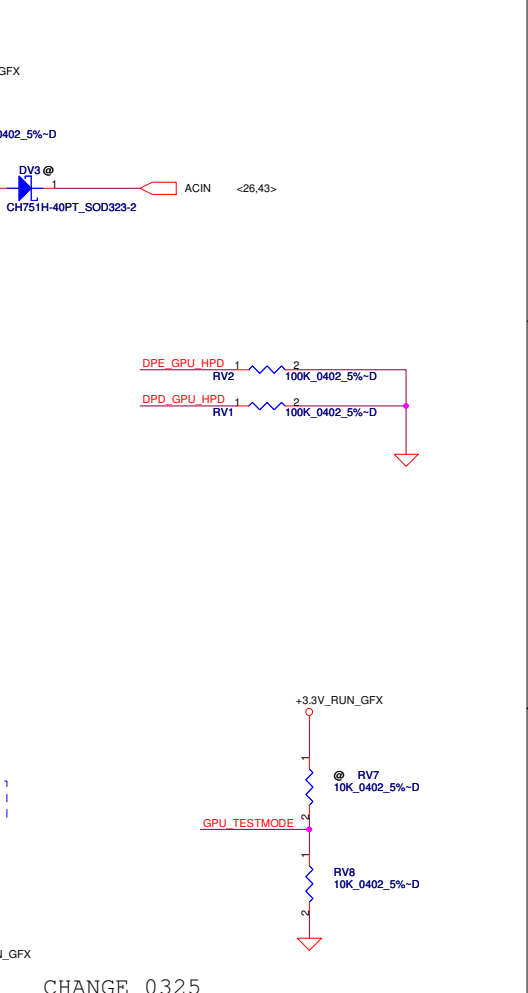 GFX
0402_5%~D
DV3 @
1
ACIN <26,43>
CH751H-40PT_SOD323-2
DPE_GPU_HPD 1 2
RV2 100K_0402_5%~D
DPD_GPU_HPD 1 2
RV1 100K_0402_5%~D
+3.3V_RUN_GFX
1
@ RV7
10K_0402_5%~D
2
GPU_TESTMODE
1
RV8
10K_0402_5%~D
2
_GFX
CHANGE 0325